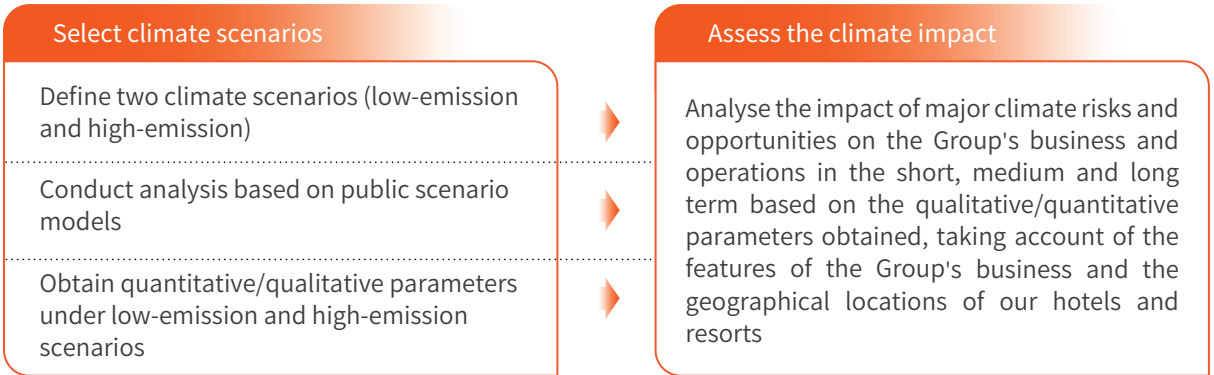 Select climate scenarios
Define two climate scenarios (low-emission
and high-emission)
Conduct analysis based on public scenario
models
Obtain quantitative/qualitative parameters
under low-emission and high-emission
scenarios
Assess the climate impact
Analyse the impact of major climate risks and
opportunities on the Group's business and
operations in the short, medium and long
term based on the qualitative/quantitative
parameters obtained, taking account of the
features of the Group's business and the
geographical locations of our hotels and
resorts